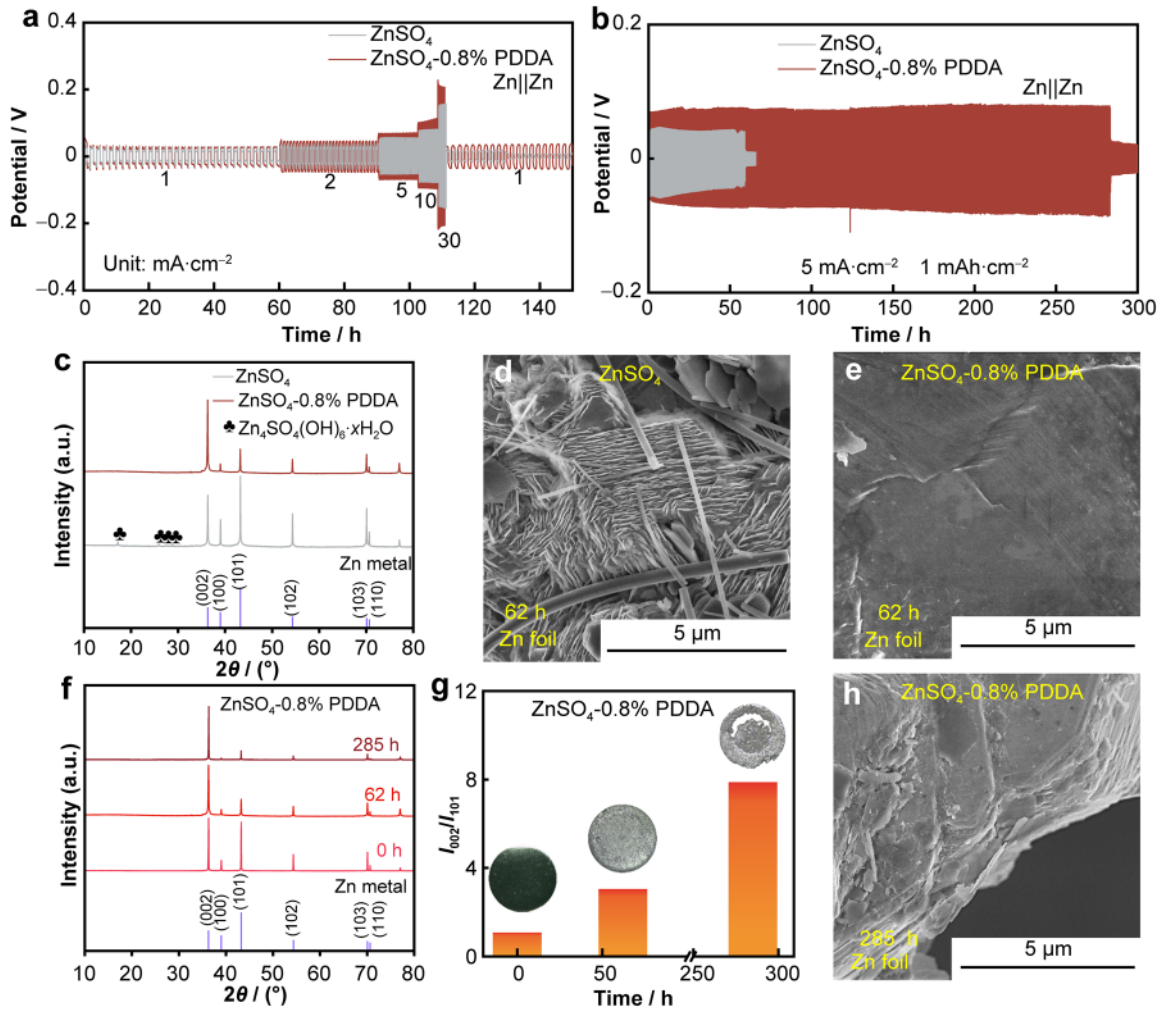 a
0.4
0.2
0
−0.2
−0.4
Potential / V
ZnSO₄
ZnSO₄-0.8% PDDA
Zn||Zn
1
2
5
10
30
1
Unit: mA·cm⁻²
0 20 40 60 80 100 120 140
Time / h
b
0.2
0
−0.2
Potential / V
ZnSO₄
ZnSO₄-0.8% PDDA
Zn||Zn
5 mA·cm⁻² 1 mAh·cm⁻²
0 50 100 150 200 250 300
Time / h
c
Intensity (a.u.)
ZnSO₄
ZnSO₄-0.8% PDDA
♣ Zn₄SO₄(OH)₆·xH₂O
♣ ♣♣♣
Zn metal
(002) (100) (101) (102) (103) (110)
10 20 30 40 50 60 70 80
2θ / (°)
d
ZnSO₄
62 h
Zn foil
5 μm
e
ZnSO₄-0.8% PDDA
62 h
Zn foil
5 μm
f
Intensity (a.u.)
ZnSO₄-0.8% PDDA
285 h
62 h
0 h
Zn metal
(002) (100) (101) (102) (103) (110)
10 20 30 40 50 60 70 80
2θ / (°)
g
12
8
4
0
I₀₀₂/I₁₀₁
ZnSO₄-0.8% PDDA
0 50 250 300
Time / h
h
ZnSO₄-0.8% PDDA
285 h
Zn foil
5 μm